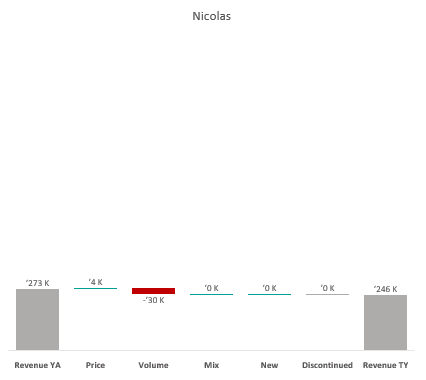 Nicolas
‘273 K
‘4 K
-‘30 K
‘0 K
‘0 K
‘0 K
‘246 K
Revenue YA Price Volume Mix New Discontinued Revenue TY